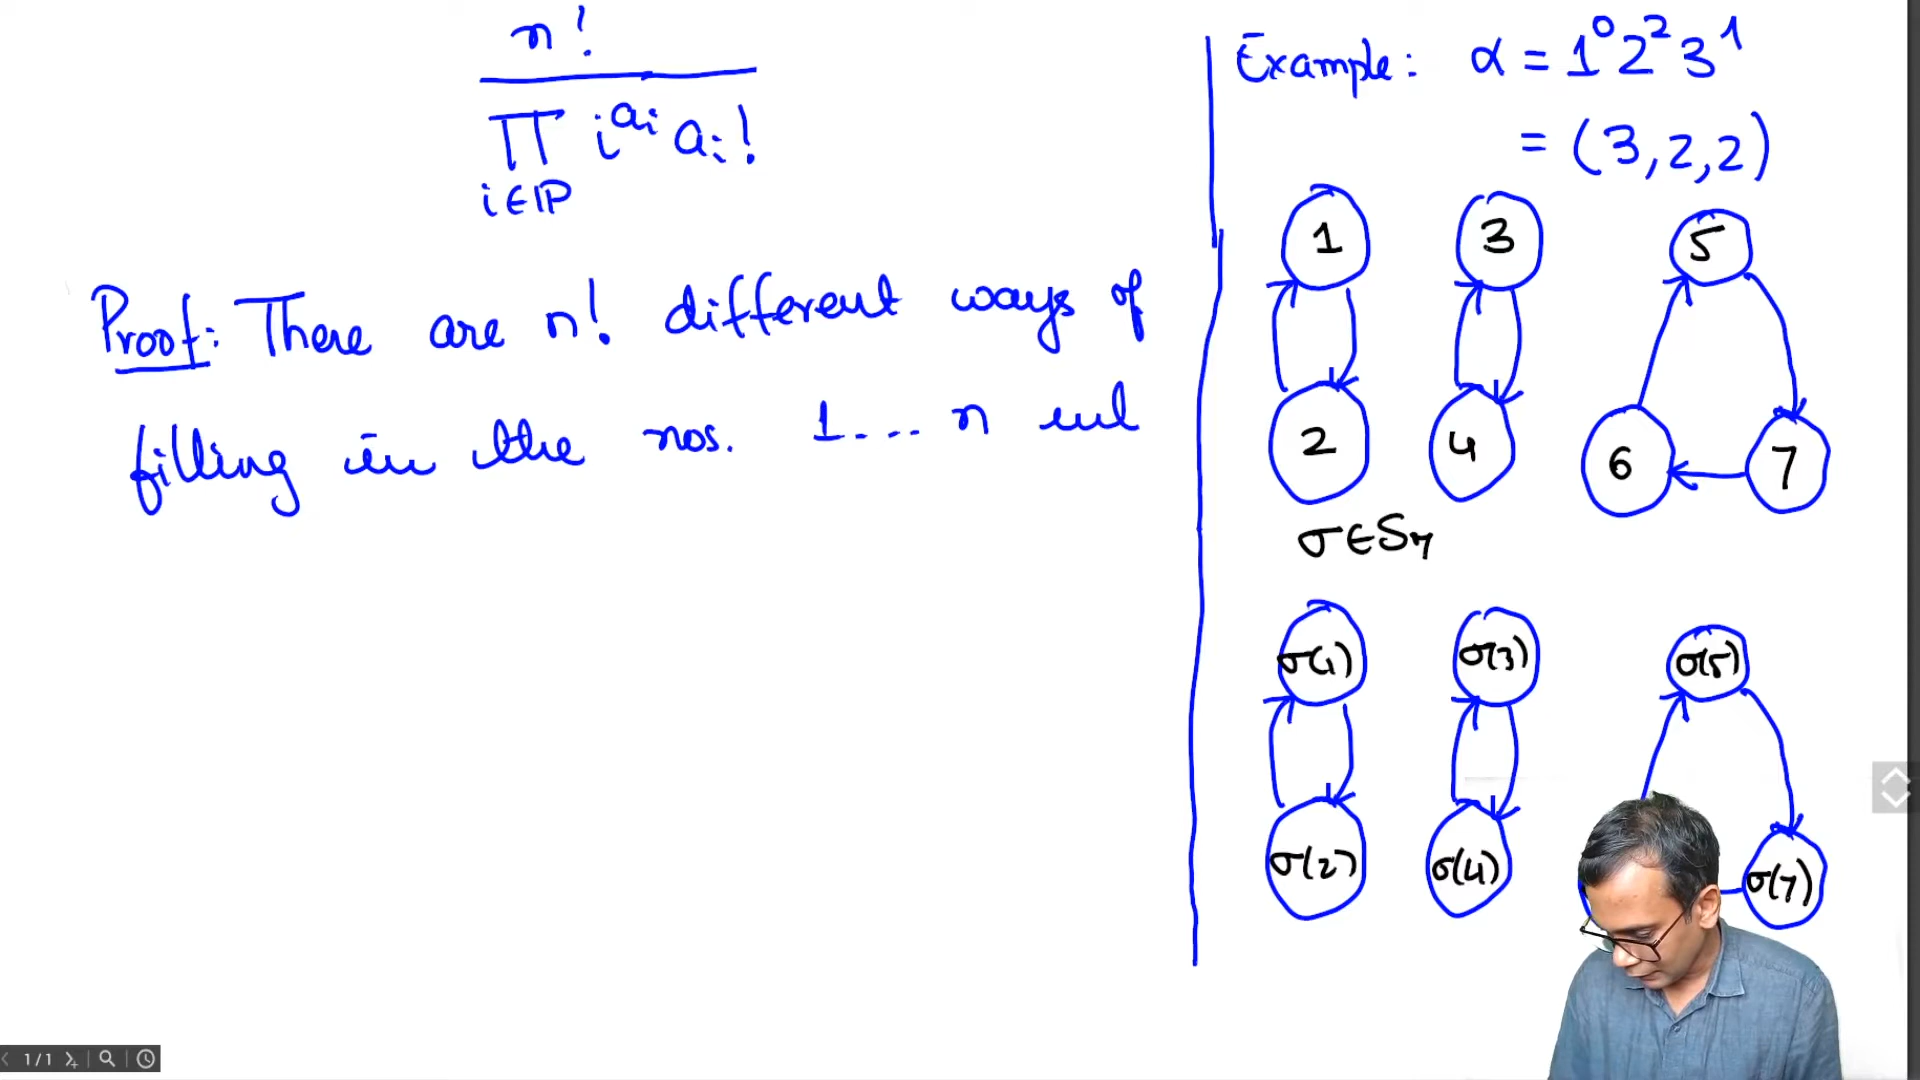 n!
∏ i^{a_i} a_i!
i∈ℙ
Proof: There are n! different ways of
filling in the nos. 1 ... n
Example: α = 1^0 2^2 3^1
= (3,2,2)
1 3 5
2 4 6 7
σ∈S_7
σ(1) σ(3) σ(5)
σ(2) σ(4) σ(7)
1/1